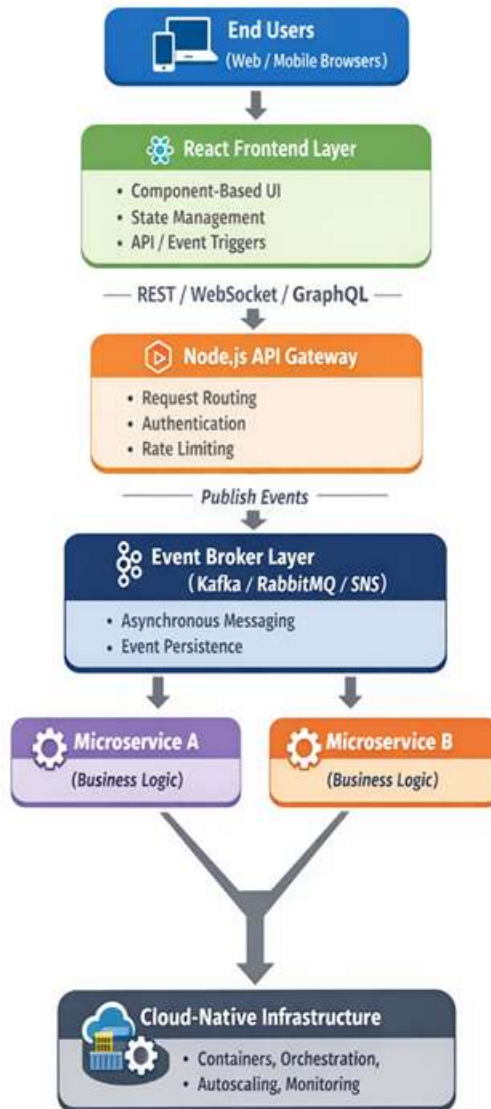 End Users
(Web / Mobile Browsers)
React Frontend Layer
• Component-Based UI
• State Management
• API / Event Triggers
REST / WebSocket / GraphQL
Node.js API Gateway
• Request Routing
• Authentication
• Rate Limiting
Publish Events
Event Broker Layer
(Kafka / RabbitMQ / SNS)
• Asynchronous Messaging
• Event Persistence
Microservice A
(Business Logic)
Microservice B
(Business Logic)
Cloud-Native Infrastructure
• Containers, Orchestration,
• Autoscaling, Monitoring